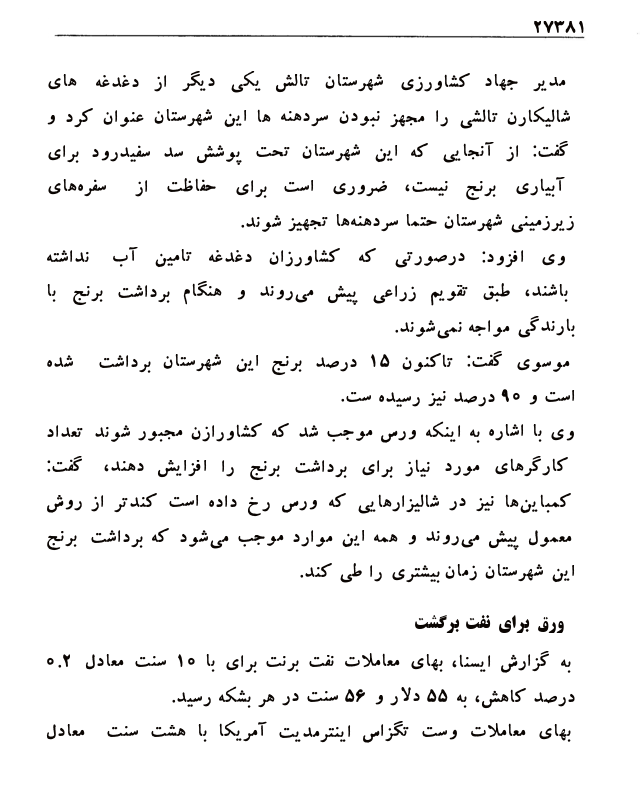 ۲۷۳۸۱
مدیر جهاد کشاورزی شهرستان تالش یکی دیگر از دغدغه های
شالیکارن تالشی را مجهز نبودن سردهنه ها این شهرستان عنوان کرد و
گفت: از آنجایی که این شهرستان تحت پوشش سد سفیدرود برای
آبیاری برنج نیست، ضروری است برای حفاظت از سفره‌های
زیرزمینی شهرستان حتما سردهنه‌ها تجهیز شوند.
وی افزود: درصورتی که کشاورزان دغدغه تامین آب نداشته
باشند، طبق تقویم زراعی پیش می‌روند و هنگام برداشت برنج با
بارندگی مواجه نمی‌شوند.
موسوی گفت: تاکنون ۱۵ درصد برنج این شهرستان برداشت شده
است و ۹۰ درصد نیز رسیده ست.
وی با اشاره به اینکه ورس موجب شد که کشاورازن مجبور شوند تعداد
کارگرهای مورد نیاز برای برداشت برنج را افزایش دهند، گفت:
کمباین‌ها نیز در شالیزارهایی که ورس رخ داده است کندتر از روش
معمول پیش می‌روند و همه این موارد موجب می‌شود که برداشت برنج
این شهرستان زمان بیشتری را طی کند.
ورق برای نفت برگشت
به گزارش ایسنا، بهای معاملات نفت برنت برای با ۱۰ سنت معادل ۰.۲
درصد کاهش، به ۵۵ دلار و ۵۶ سنت در هر بشکه رسید.
بهای معاملات وست تگزاس اینترمدیت آمریکا با هشت سنت معادل